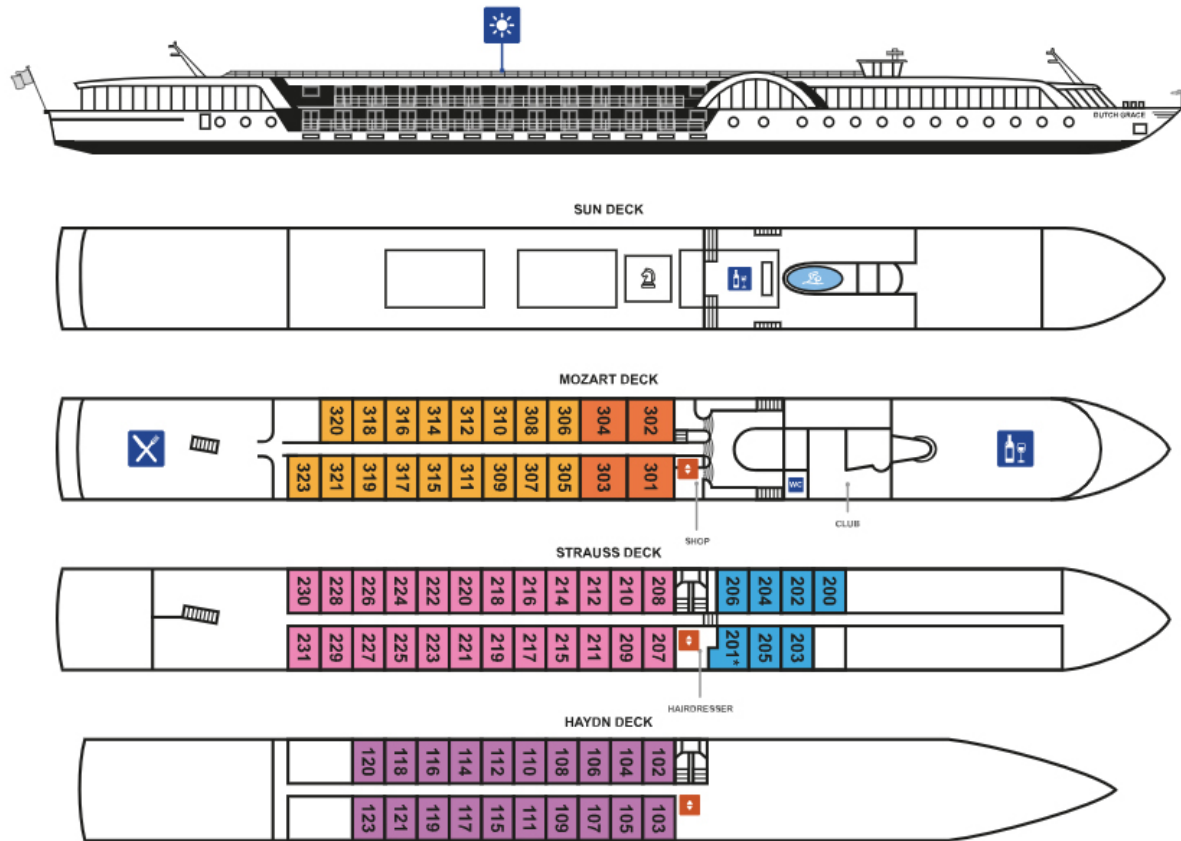 DUTCH GRACE
SUN DECK
MOZART DECK
320 318 316 314 312 310 308 306 304 302
323 321 319 317 315 311 309 307 305 303 301
WC
SHOP
CLUB
STRAUSS DECK
230 228 226 224 222 220 218 216 214 212 210 208 206 204 202 200
231 229 227 225 223 221 219 217 215 211 209 207 201* 205 203
HAIRDRESSER
HAYDN DECK
120 118 116 114 112 110 108 106 104 102
123 121 119 117 115 111 109 107 105 103